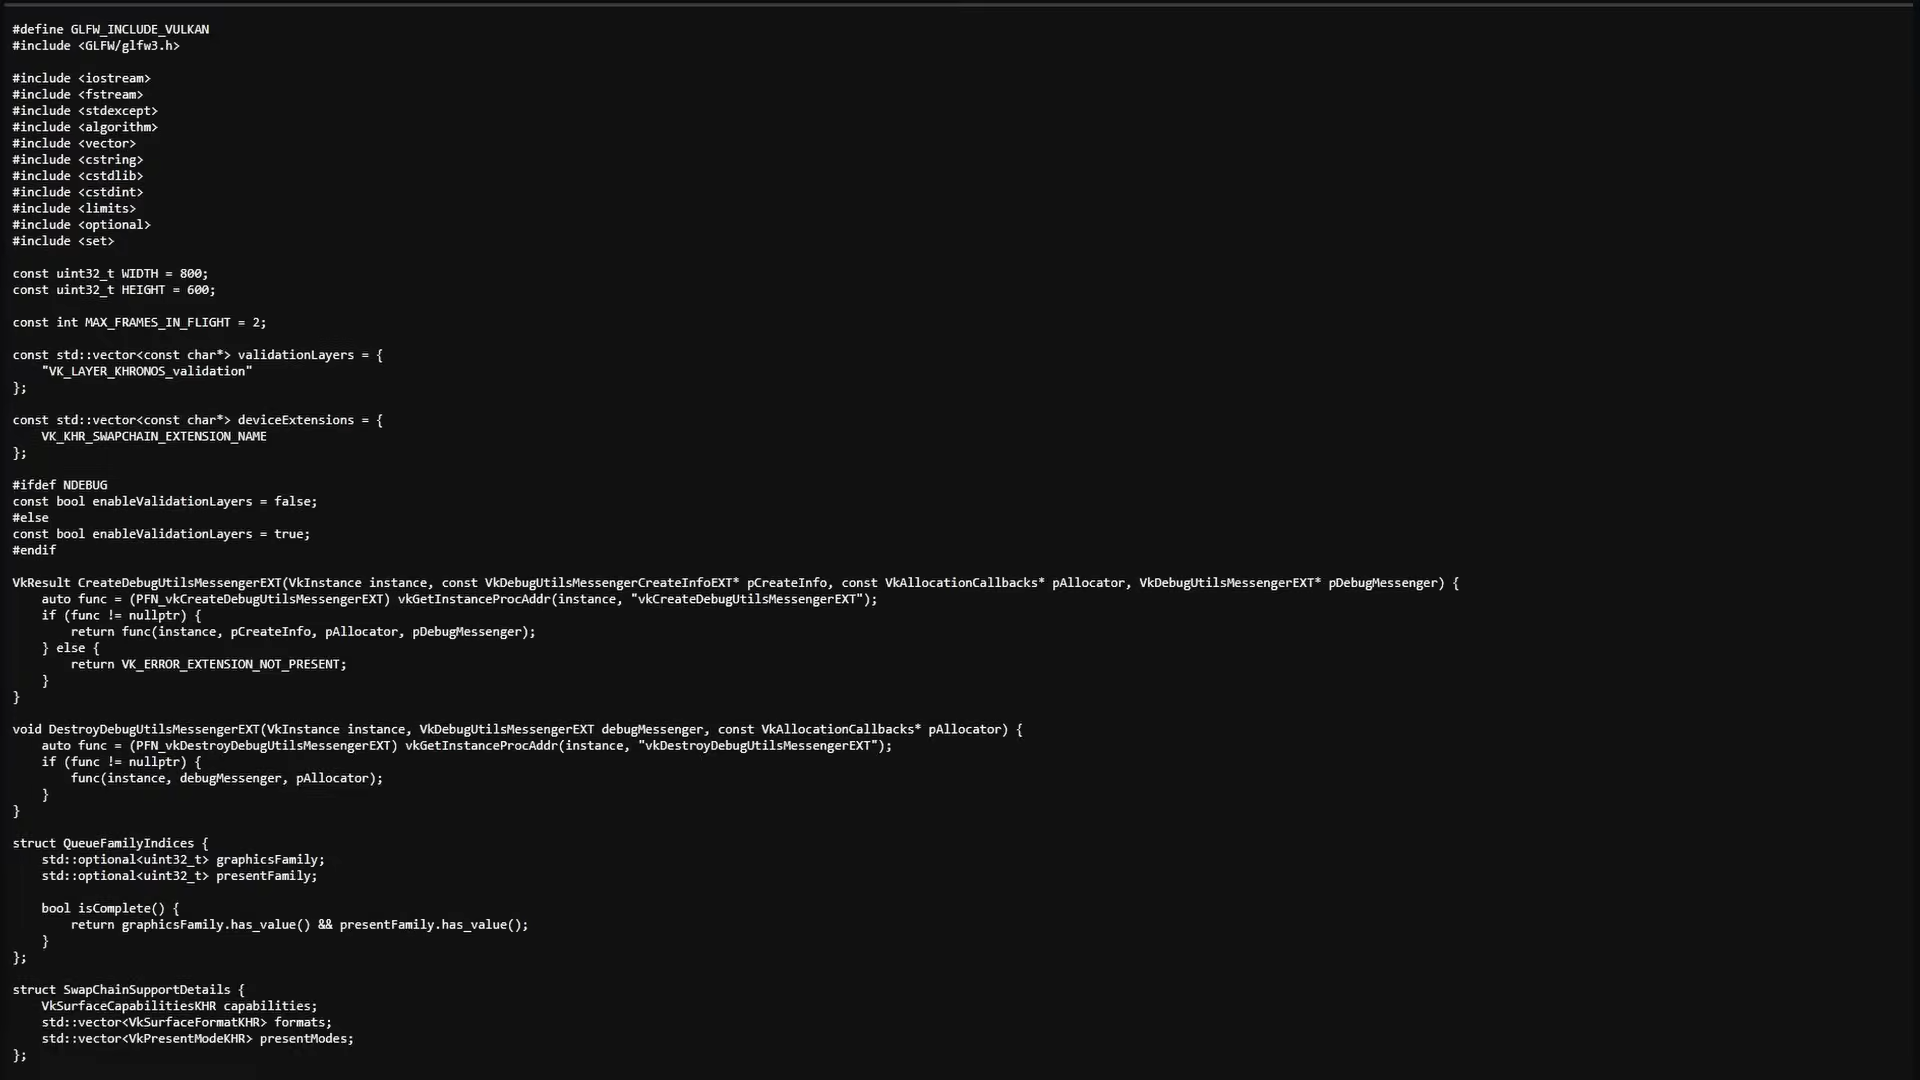 #define GLFW_INCLUDE_VULKAN
#include <GLFW/glfw3.h>

#include <iostream>
#include <fstream>
#include <stdexcept>
#include <algorithm>
#include <vector>
#include <cstring>
#include <cstdlib>
#include <cstdint>
#include <limits>
#include <optional>
#include <set>

const uint32_t WIDTH = 800;
const uint32_t HEIGHT = 600;

const int MAX_FRAMES_IN_FLIGHT = 2;

const std::vector<const char*> validationLayers = {
    "VK_LAYER_KHRONOS_validation"
};

const std::vector<const char*> deviceExtensions = {
    VK_KHR_SWAPCHAIN_EXTENSION_NAME
};

#ifdef NDEBUG
const bool enableValidationLayers = false;
#else
const bool enableValidationLayers = true;
#endif

VkResult CreateDebugUtilsMessengerEXT(VkInstance instance, const VkDebugUtilsMessengerCreateInfoEXT* pCreateInfo, const VkAllocationCallbacks* pAllocator, VkDebugUtilsMessengerEXT* pDebugMessenger) {
    auto func = (PFN_vkCreateDebugUtilsMessengerEXT) vkGetInstanceProcAddr(instance, "vkCreateDebugUtilsMessengerEXT");
    if (func != nullptr) {
        return func(instance, pCreateInfo, pAllocator, pDebugMessenger);
    } else {
        return VK_ERROR_EXTENSION_NOT_PRESENT;
    }
}

void DestroyDebugUtilsMessengerEXT(VkInstance instance, VkDebugUtilsMessengerEXT debugMessenger, const VkAllocationCallbacks* pAllocator) {
    auto func = (PFN_vkDestroyDebugUtilsMessengerEXT) vkGetInstanceProcAddr(instance, "vkDestroyDebugUtilsMessengerEXT");
    if (func != nullptr) {
        func(instance, debugMessenger, pAllocator);
    }
}

struct QueueFamilyIndices {
    std::optional<uint32_t> graphicsFamily;
    std::optional<uint32_t> presentFamily;

    bool isComplete() {
        return graphicsFamily.has_value() && presentFamily.has_value();
    }
};

struct SwapChainSupportDetails {
    VkSurfaceCapabilitiesKHR capabilities;
    std::vector<VkSurfaceFormatKHR> formats;
    std::vector<VkPresentModeKHR> presentModes;
};